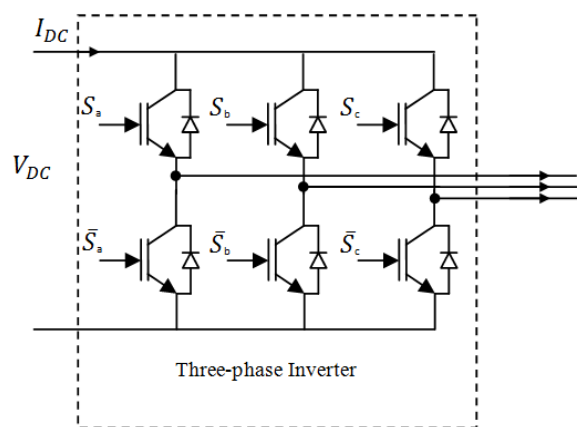 I_DC
S_a S_b S_c
V_DC
S̄_a S̄_b S̄_c
Three-phase Inverter